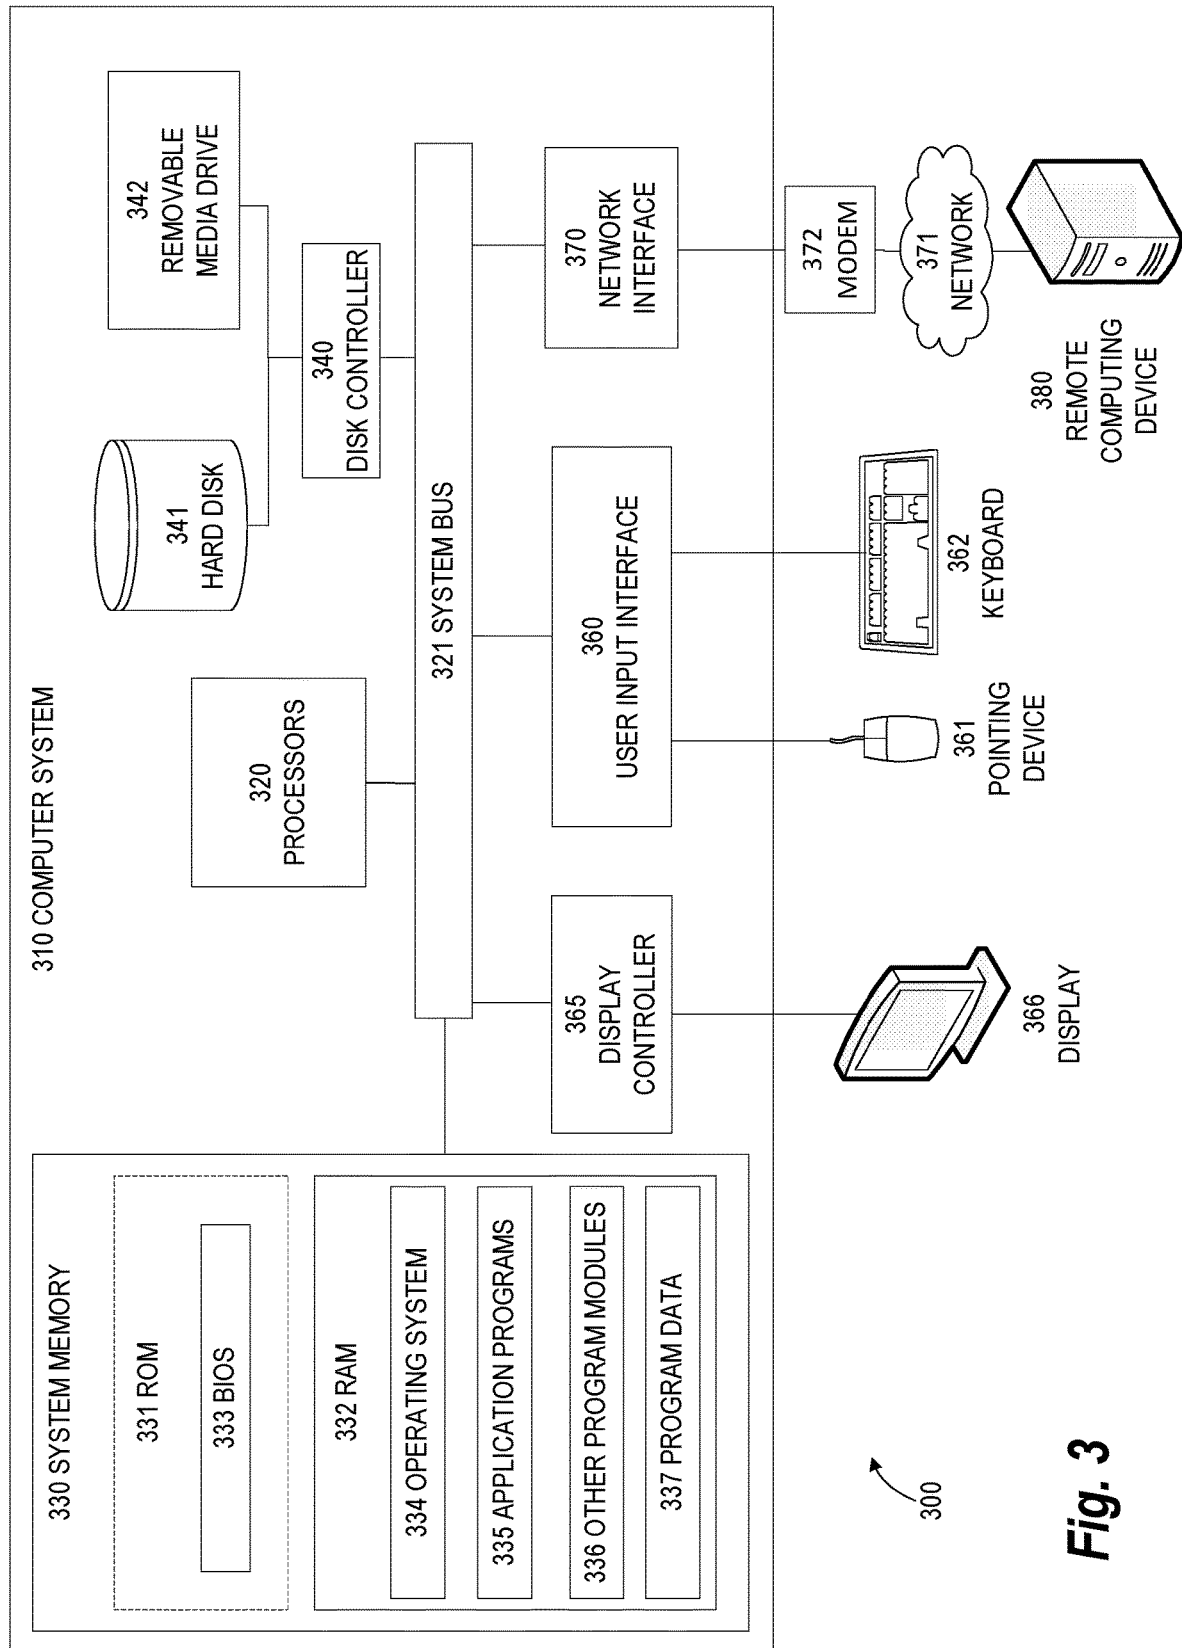 310 COMPUTER SYSTEM
330 SYSTEM MEMORY
331 ROM
333 BIOS
332 RAM
334 OPERATING SYSTEM
335 APPLICATION PROGRAMS
336 OTHER PROGRAM MODULES
337 PROGRAM DATA
320
PROCESSORS
341
HARD DISK
342
REMOVABLE
MEDIA DRIVE
340
DISK CONTROLLER
321 SYSTEM BUS
365
DISPLAY
CONTROLLER
360
USER INPUT INTERFACE
370
NETWORK
INTERFACE
372
MODEM
371
NETWORK
366
DISPLAY
361
POINTING
DEVICE
362
KEYBOARD
380
REMOTE
COMPUTING
DEVICE
300
Fig. 3